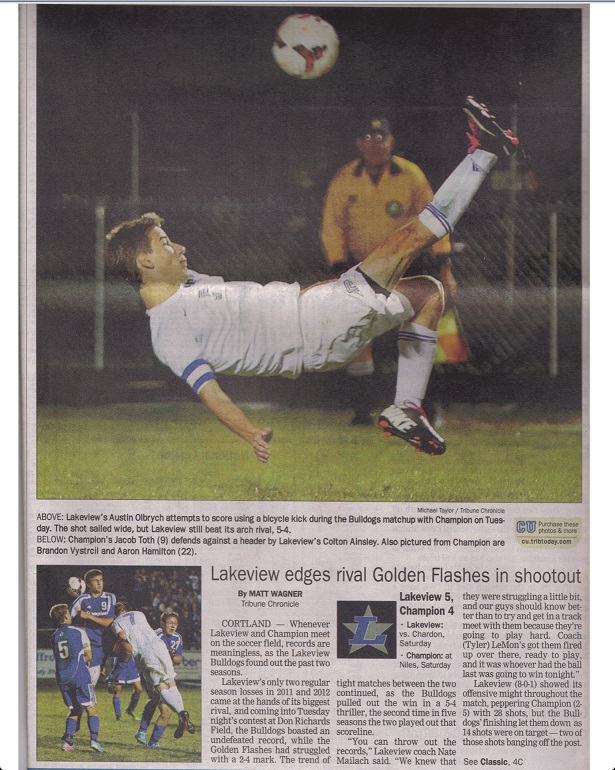 Michael Taylor / Tribune Chronicle
ABOVE: Lakeview's Austin Olbrych attempts to score using a bicycle kick during the Bulldogs matchup with Champion on Tues-
day. The shot sailed wide, but Lakeview still beat its arch rival, 5-4.
BELOW: Champion's Jacob Toth (9) defends against a header by Lakeview's Colton Ainsley. Also pictured from Champion are
Brandon Vystrcil and Aaron Hamilton (22).
CU Purchase these
photos & more
cu.tribtoday.com
9
5
22
Lakeview edges rival Golden Flashes in shootout
By MATT WAGNER
Tribune Chronicle
CORTLAND — Whenever
Lakeview and Champion meet
on the soccer field, records are
meaningless, as the Lakeview
Bulldogs found out the past two
seasons.
Lakeview's only two regular
season losses in 2011 and 2012
came at the hands of its biggest
rival, and coming into Tuesday
night's contest at Don Richards
Field, the Bulldogs boasted an
undefeated record, while the
Golden Flashes had struggled
with a 2-4 mark. The trend of
L
Lakeview 5,
Champion 4
• Lakeview:
vs. Chardon,
Saturday
• Champion: at
Niles, Saturday
tight matches between the two
continued, as the Bulldogs
pulled out the win in a 5-4
thriller, the second time in five
seasons the two played out that
scoreline.
"You can throw out the
records," Lakeview coach Nate
Mailach said. "We knew that
they were struggling a little bit,
and our guys should know bet-
ter than to try and get in a track
meet with them because they're
going to play hard. Coach
(Tyler) LeMon's got them fired
up over there, ready to play,
and it was whoever had the ball
last was going to win tonight."
Lakeview (8-0-1) showed its
offensive might throughout the
match, peppering Champion (2-
5) with 28 shots, but the Bull-
dogs' finishing let them down as
14 shots were on target — two of
those shots banging off the post.
See Classic, 4C